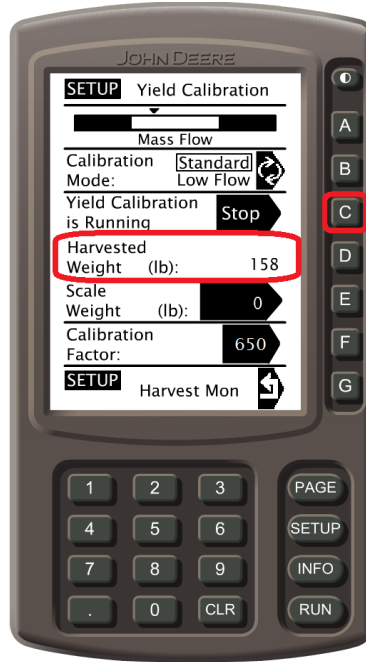 JOHN DEERE
SETUP Yield Calibration
Mass Flow
Calibration Standard
Mode: Low Flow
Yield Calibration
is Running Stop
Harvested
Weight (lb): 158
Scale
Weight (lb): 0
Calibration
Factor: 650
SETUP Harvest Mon
A
B
C
D
E
F
G
1 2 3 PAGE
4 5 6 SETUP
7 8 9 INFO
. 0 CLR RUN